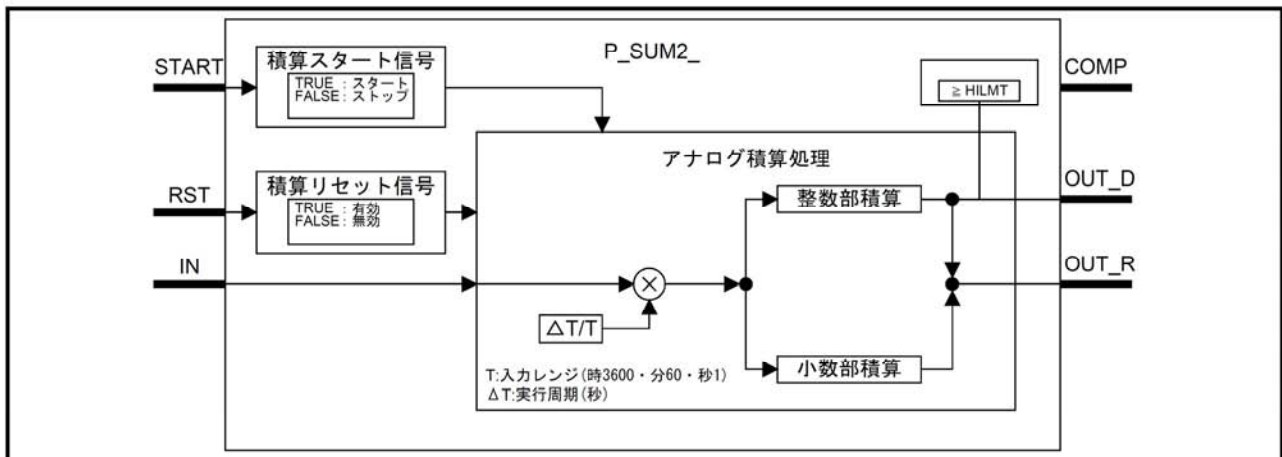 P_SUM2_
START
積算スタート信号
TRUE : スタート
FALSE : ストップ
≧ HILMT
COMP
アナログ積算処理
RST
積算リセット信号
TRUE : 有効
FALSE : 無効
整数部積算
OUT_D
IN
OUT_R
×
△T/T
小数部積算
T:入力レンジ(時3600・分60・秒1)
ΔT:実行周期(秒)